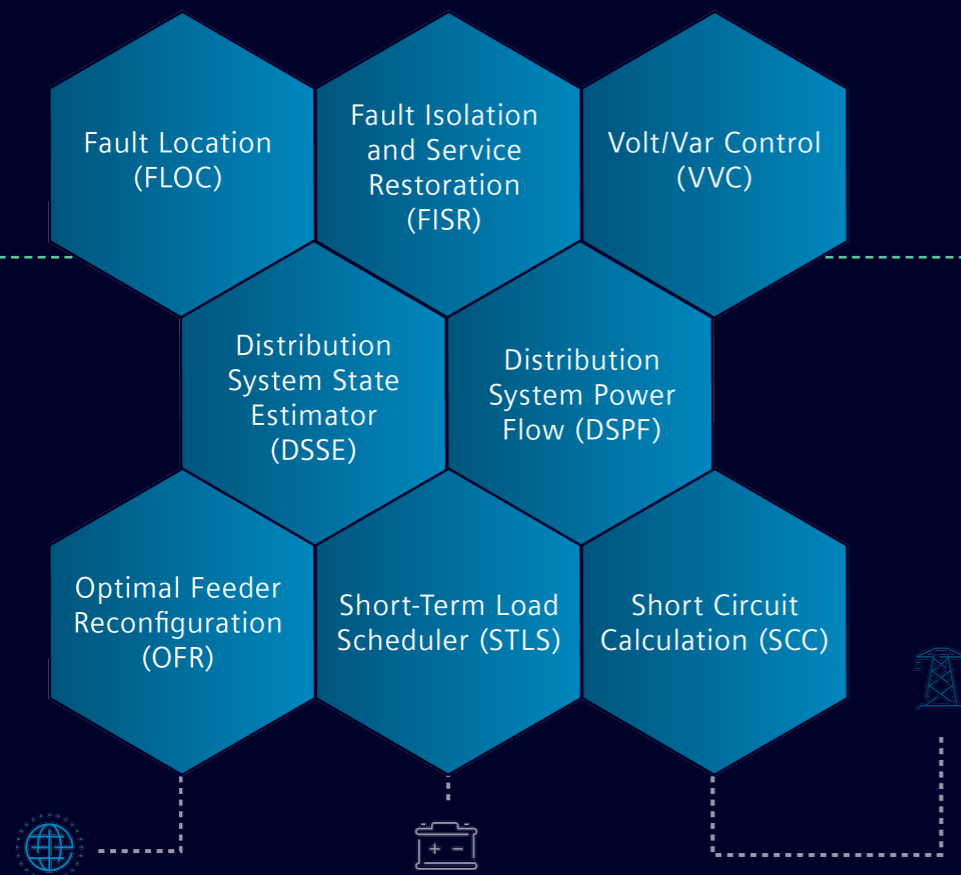 Fault Location
(FLOC)
Fault Isolation
and Service
Restoration
(FISR)
Volt/Var Control
(VVC)
Distribution
System State
Estimator
(DSSE)
Distribution
System Power
Flow (DSPF)
Optimal Feeder
Reconfiguration
(OFR)
Short-Term Load
Scheduler (STLS)
Short Circuit
Calculation (SCC)